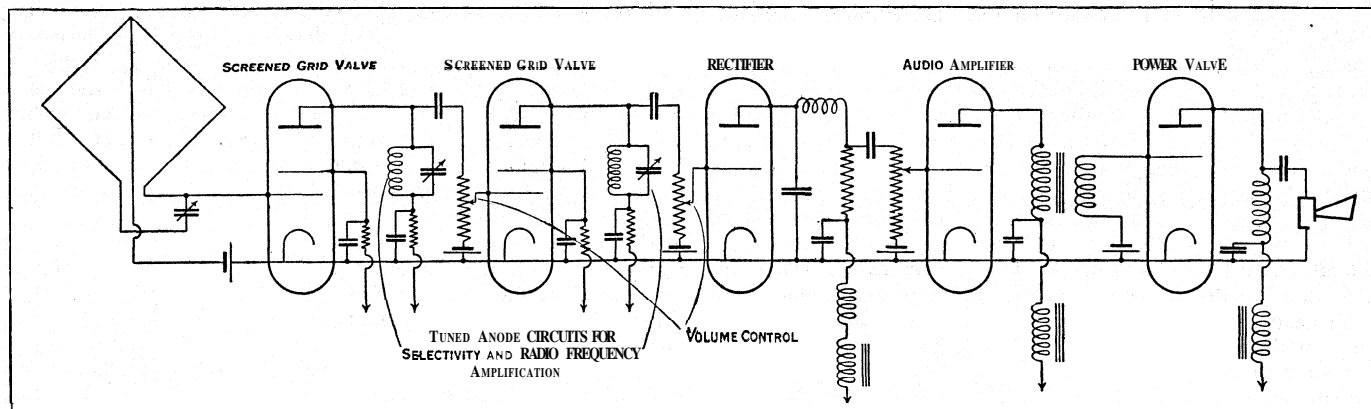 SCREENED GRID VALVE
SCREENED GRID VALVE
RECTIFIER
AUDIO AMPLIFIER
POWER VALVE
TUNED ANODE CIRCUITS FOR
SELECTIVITY AND RADIO FREQUENCY
AMPLIFICATION
VOLUME CONTROL